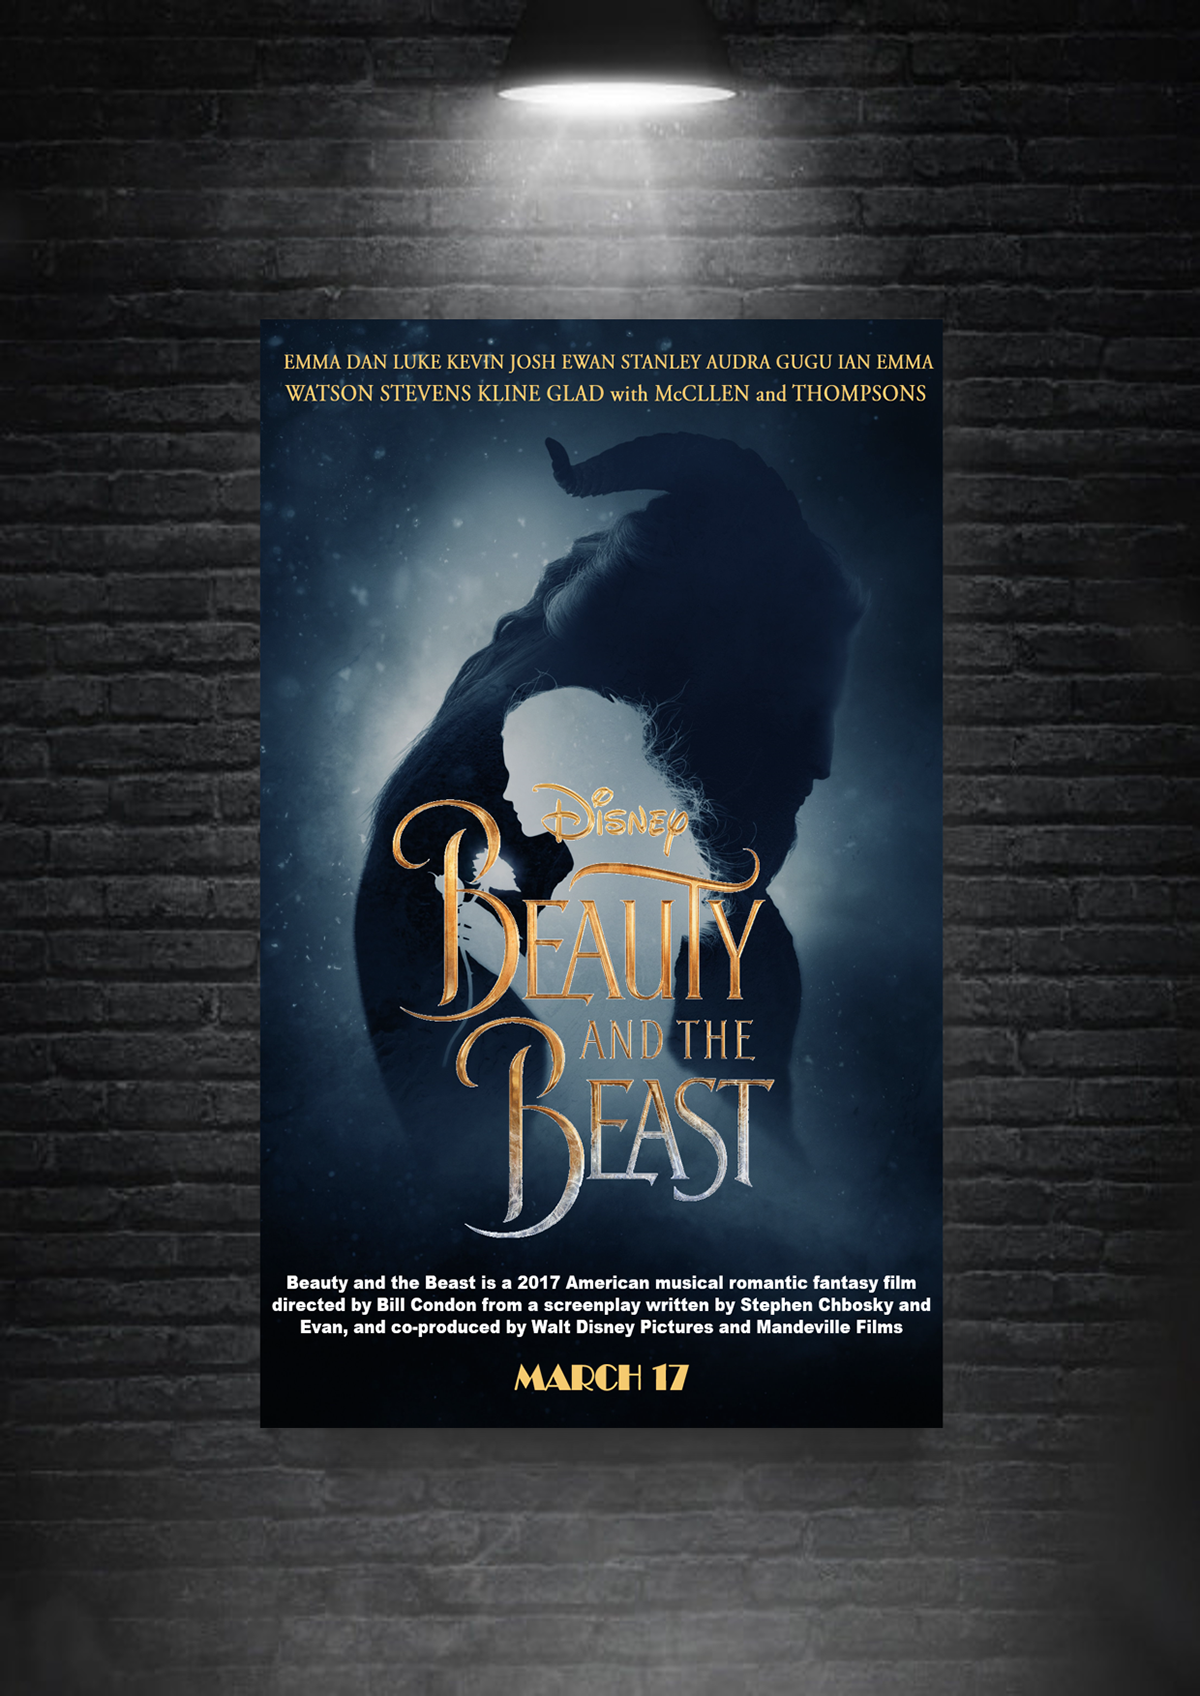 EMMA DAN LUKE KEVIN JOSH EWAN STANLEY AUDRA GUGU IAN EMMA
WATSON STEVENS KLINE GLAD with McCLLEN and THOMPSONS
DISNEY
BEAUTY
AND THE
BEAST
Beauty and the Beast is a 2017 American musical romantic fantasy film
directed by Bill Condon from a screenplay written by Stephen Chbosky and
Evan, and co-produced by Walt Disney Pictures and Mandeville Films
MARCH 17